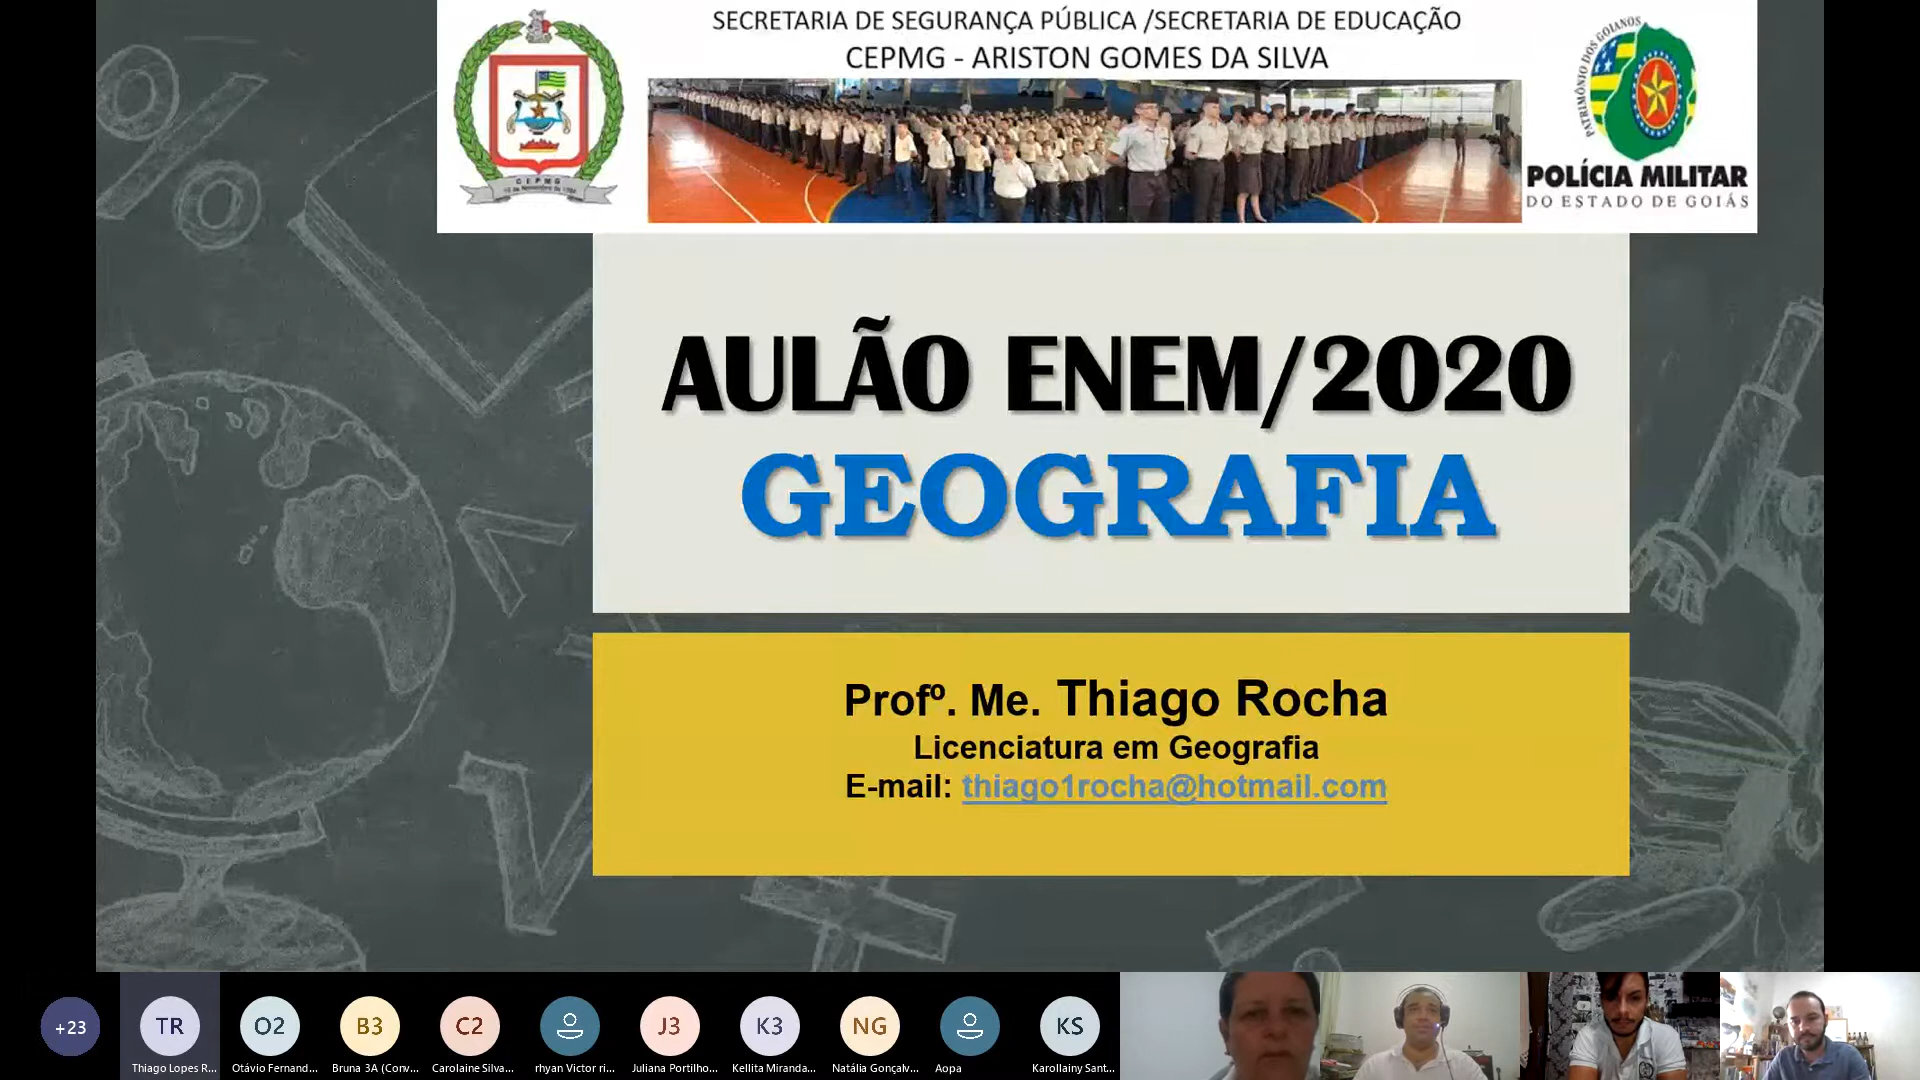 SECRETARIA DE SEGURANÇA PÚBLICA /SECRETARIA DE EDUCAÇÃO
CEPMG - ARISTON GOMES DA SILVA
CEPMG
PATRIMÔNIO DOS GOIANOS
POLÍCIA MILITAR
DO ESTADO DE GOIÁS
AULÃO ENEM/2020
GEOGRAFIA
Profº. Me. Thiago Rocha
Licenciatura em Geografia
E-mail: thiago1rocha@hotmail.com
+23
TR
O2
B3
C2
J3
K3
NG
KS
Thiago Lopes R...
Otávio Fernand...
Bruna 3A (Conv...
Carolaine Silva...
rhyan Victor ri...
Juliana Portilho...
Kellita Miranda...
Natália Gonçalv...
Aopa
Karollainy Sant...